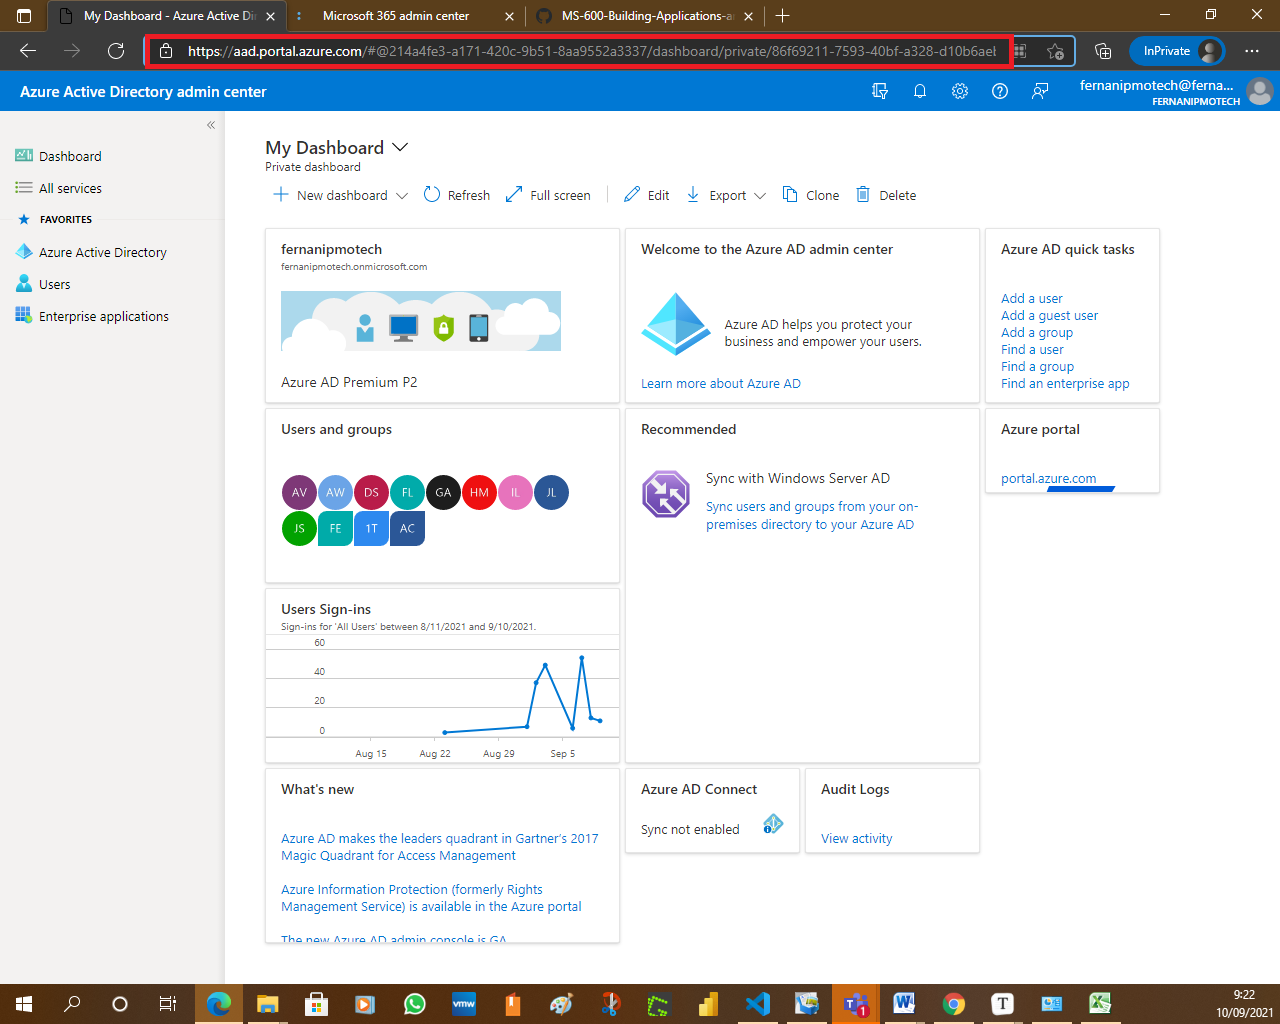 My Dashboard - Azure Active Di
Microsoft 365 admin center
MS-600-Building-Applications-a
https://aad.portal.azure.com/#@214a4fe3-a171-420c-9b51-8aa9552a3337/dashboard/private/86f69211-7593-40bf-a328-d10b6aeb
InPrivate
Azure Active Directory admin center
fernanipmotech@ferna...
FERNANIPMOTECH
Dashboard
All services
FAVORITES
Azure Active Directory
Users
Enterprise applications
My Dashboard
Private dashboard
New dashboard
Refresh
Full screen
Edit
Export
Clone
Delete
fernanipmotech
fernanipmotech.onmicrosoft.com
Azure AD Premium P2
Welcome to the Azure AD admin center
Azure AD helps you protect your
business and empower your users.
Learn more about Azure AD
Azure AD quick tasks
Add a user
Add a guest user
Add a group
Find a user
Find a group
Find an enterprise app
Users and groups
AV AW DS FL GA HM IL JL
JS FE 1T AC
Recommended
Sync with Windows Server AD
Sync users and groups from your on-
premises directory to your Azure AD
Azure portal
portal.azure.com
Users Sign-ins
Sign-ins for 'All Users' between 8/11/2021 and 9/10/2021.
60
40
20
0
Aug 15 Aug 22 Aug 29 Sep 5
What's new
Azure AD makes the leaders quadrant in Gartner's 2017
Magic Quadrant for Access Management
Azure Information Protection (formerly Rights
Management Service) is available in the Azure portal
The new Azure AD admin console is GA
Azure AD Connect
Sync not enabled
Audit Logs
View activity
vmw
T
1
9:22
10/09/2021